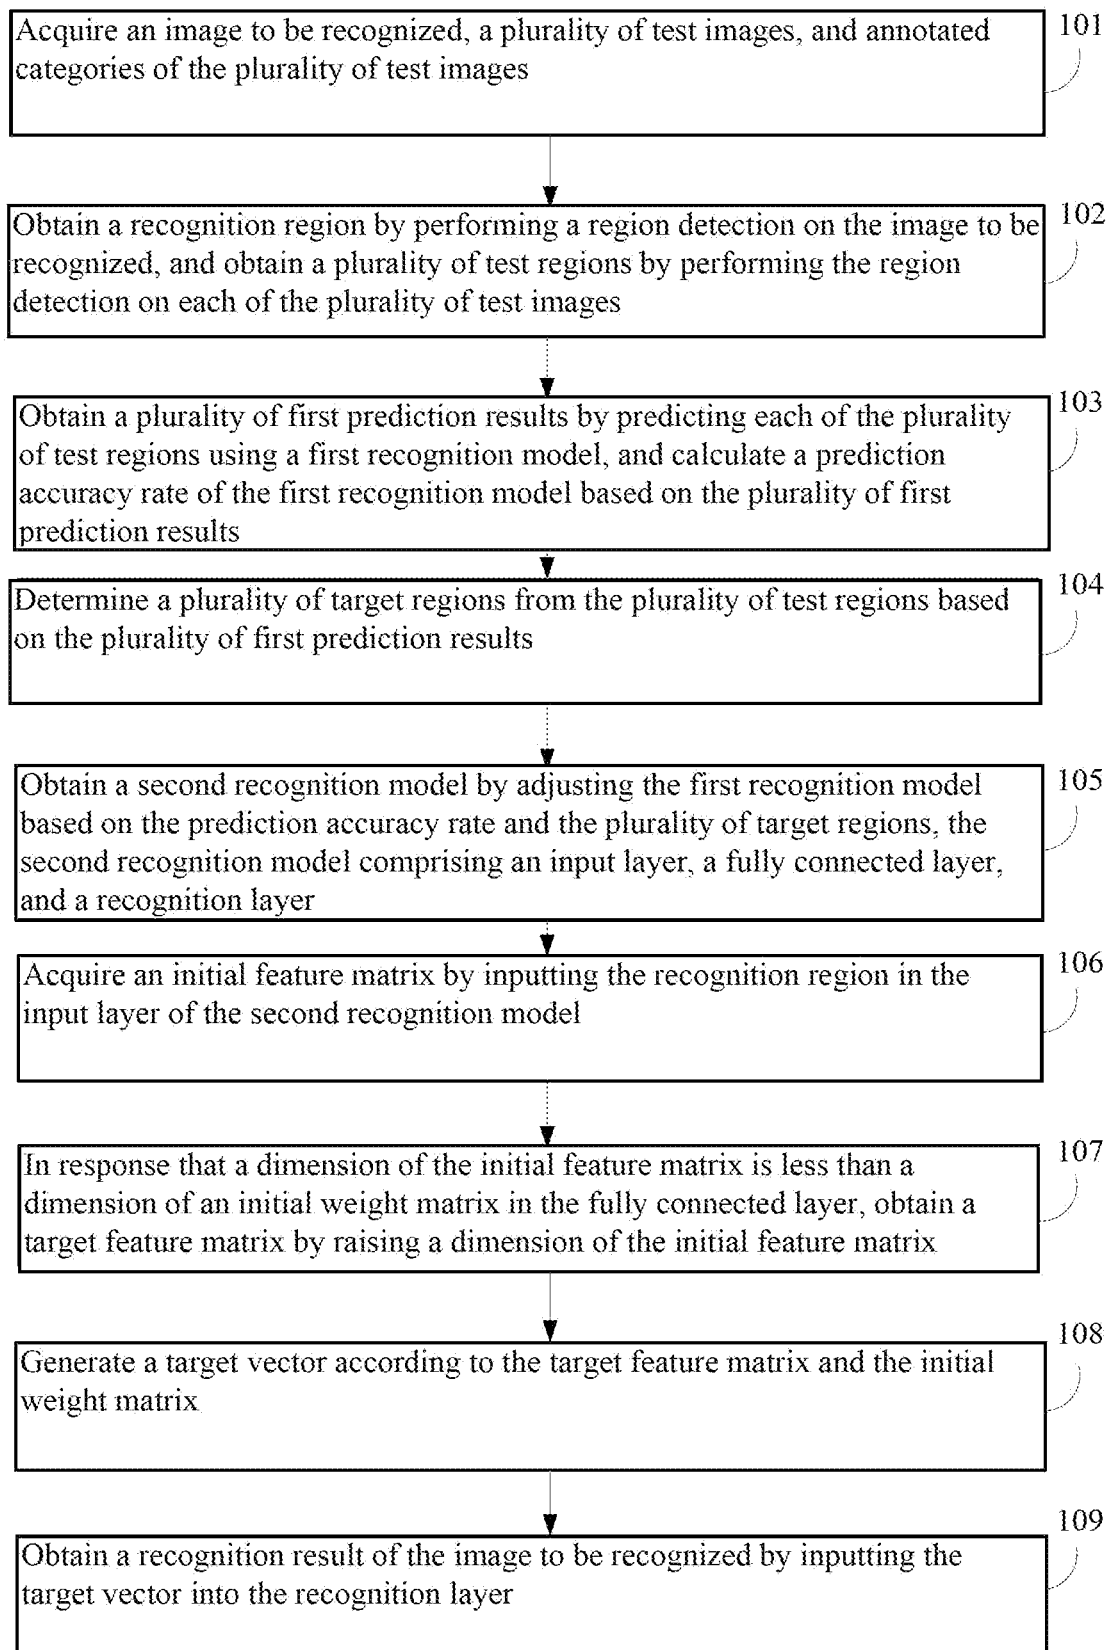 Acquire an image to be recognized, a plurality of test images, and annotated
categories of the plurality of test images
101
Obtain a recognition region by performing a region detection on the image to be
recognized, and obtain a plurality of test regions by performing the region
detection on each of the plurality of test images
102
Obtain a plurality of first prediction results by predicting each of the plurality
of test regions using a first recognition model, and calculate a prediction
accuracy rate of the first recognition model based on the plurality of first
prediction results
103
Determine a plurality of target regions from the plurality of test regions based
on the plurality of first prediction results
104
Obtain a second recognition model by adjusting the first recognition model
based on the prediction accuracy rate and the plurality of target regions, the
second recognition model comprising an input layer, a fully connected layer,
and a recognition layer
105
Acquire an initial feature matrix by inputting the recognition region in the
input layer of the second recognition model
106
In response that a dimension of the initial feature matrix is less than a
dimension of an initial weight matrix in the fully connected layer, obtain a
target feature matrix by raising a dimension of the initial feature matrix
107
Generate a target vector according to the target feature matrix and the initial
weight matrix
108
Obtain a recognition result of the image to be recognized by inputting the
target vector into the recognition layer
109